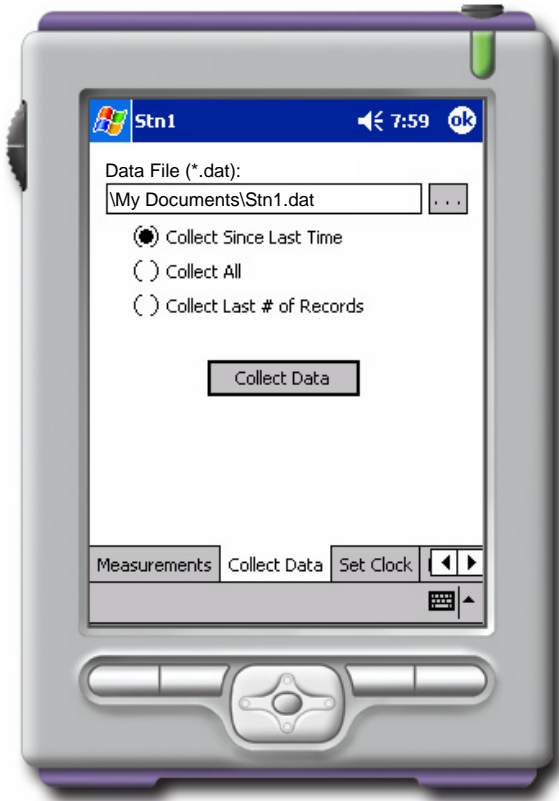 Stn1 7:59 ok
Data File (*.dat):
\My Documents\Stn1.dat ...
Collect Since Last Time
Collect All
Collect Last # of Records
Collect Data
Measurements Collect Data Set Clock